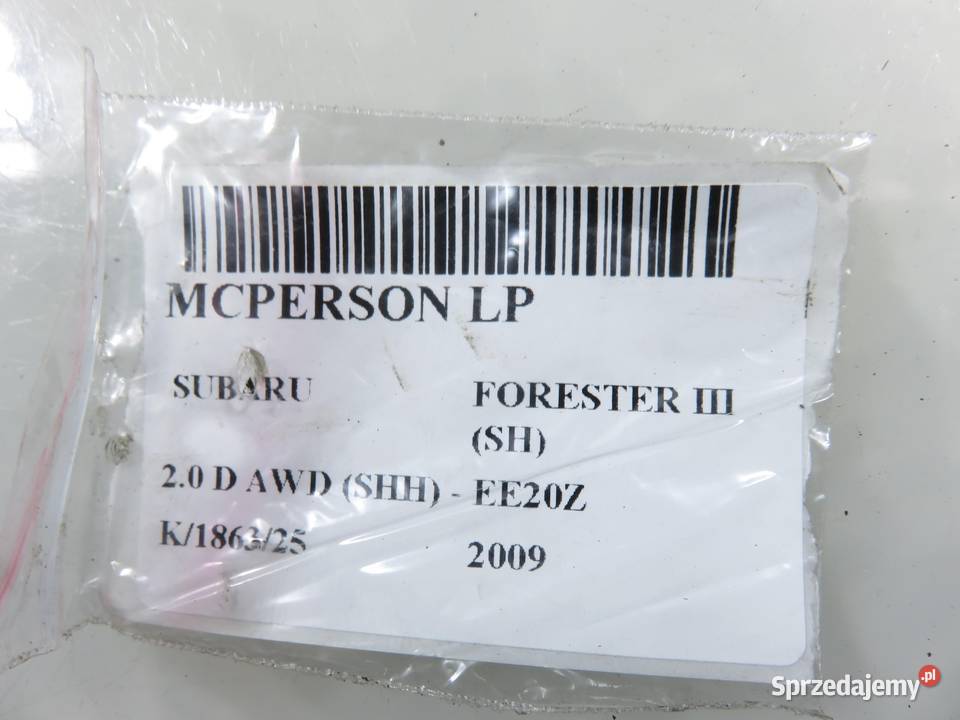 MCPERSON LP
SUBARU FORESTER III
(SH)
2.0 D AWD (SHH) - EE20Z
K/1863/25 2009
Sprzedajemy.pl